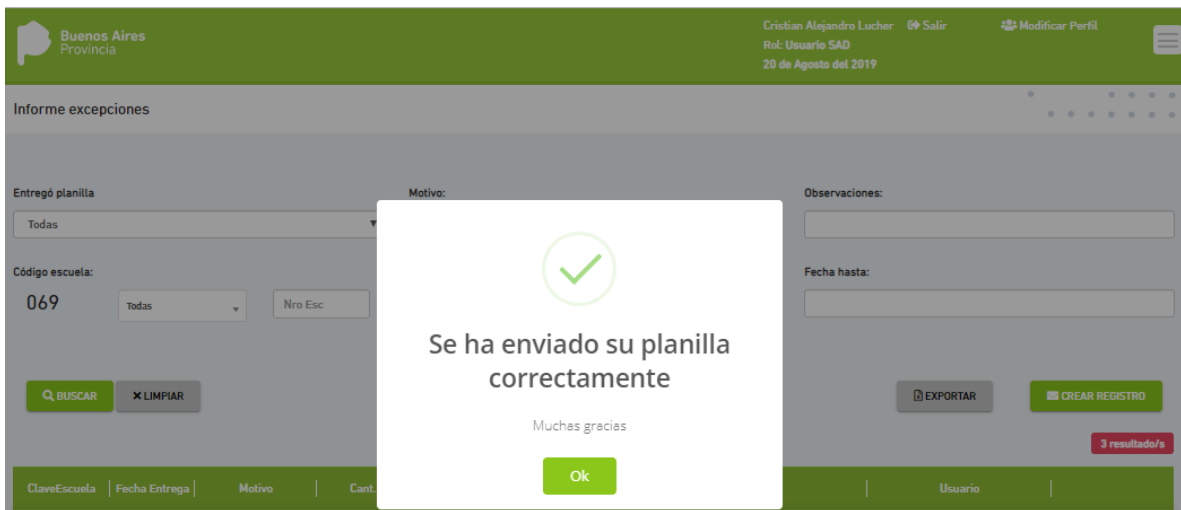 Buenos Aires
Provincia
Cristian Alejandro Lucher Salir Modificar Perfil
Rol: Usuario SAD
20 de Agosto del 2019
Informe excepciones
Entregó planilla Motivo: Observaciones:
Todas
Código escuela: Fecha hasta:
069 Todas Nro Esc
Se ha enviado su planilla
correctamente
Muchas gracias
Ok
BUSCAR LIMPIAR EXPORTAR CREAR REGISTRO
3 resultado/s
ClaveEscuela Fecha Entrega Motivo Cant. Usuario